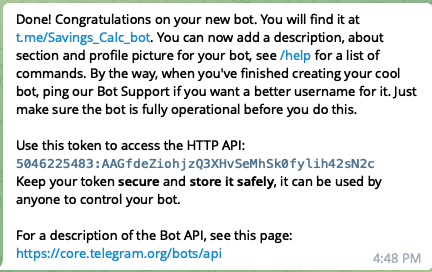 Done! Congratulations on your new bot. You will find it at
t.me/Savings_Calc_bot. You can now add a description, about
section and profile picture for your bot, see /help for a list of
commands. By the way, when you've finished creating your cool
bot, ping our Bot Support if you want a better username for it. Just
make sure the bot is fully operational before you do this.

Use this token to access the HTTP API:
5046225483:AAGfdeZiohjzQ3XHvSeMhSk0fylih42sN2c
Keep your token secure and store it safely, it can be used by
anyone to control your bot.

For a description of the Bot API, see this page:
https://core.telegram.org/bots/api
4:48 PM